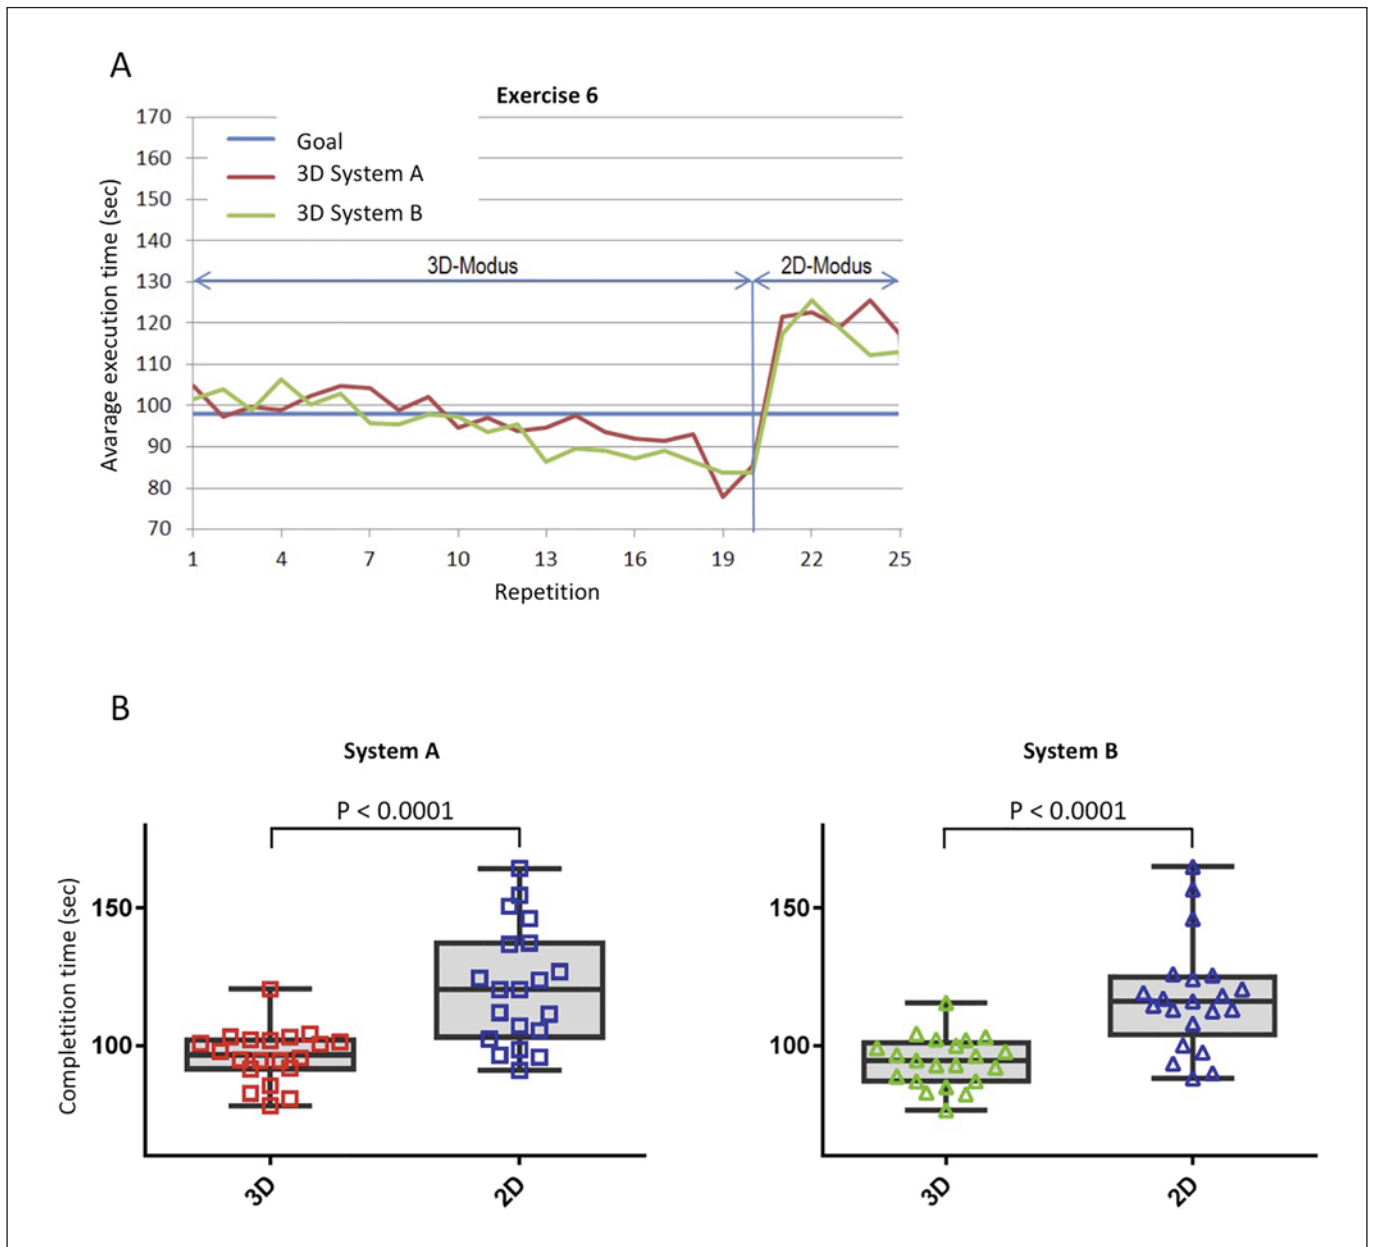 A
Exercise 6
170
160
150
140
130
120
110
100
90
80
70
Goal
3D System A
3D System B
3D-Modus
2D-Modus
Avarage execution time (sec)
1 4 7 10 13 16 19 22 25
Repetition
B
System A
P < 0.0001
150
100
Completition time (sec)
3D 2D
System B
P < 0.0001
150
100
3D 2D